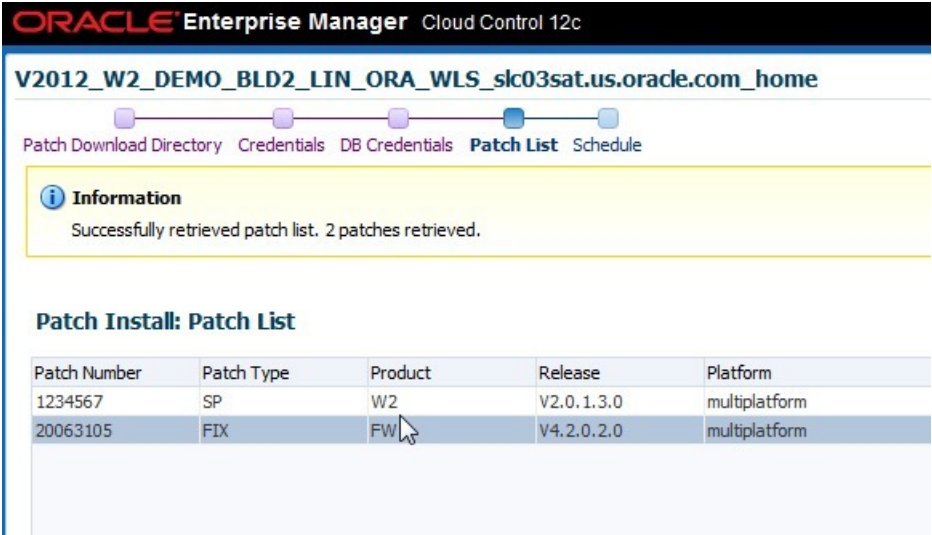 ORACLE Enterprise Manager Cloud Control 12c
V2012_W2_DEMO_BLD2_LIN_ORA_WLS_slc03sat.us.oracle.com_home
Patch Download Directory Credentials DB Credentials Patch List Schedule
Information
Successfully retrieved patch list. 2 patches retrieved.
Patch Install: Patch List
Patch Number Patch Type Product Release Platform
1234567 SP W2 V2.0.1.3.0 multiplatform
20063105 FIX FW V4.2.0.2.0 multiplatform